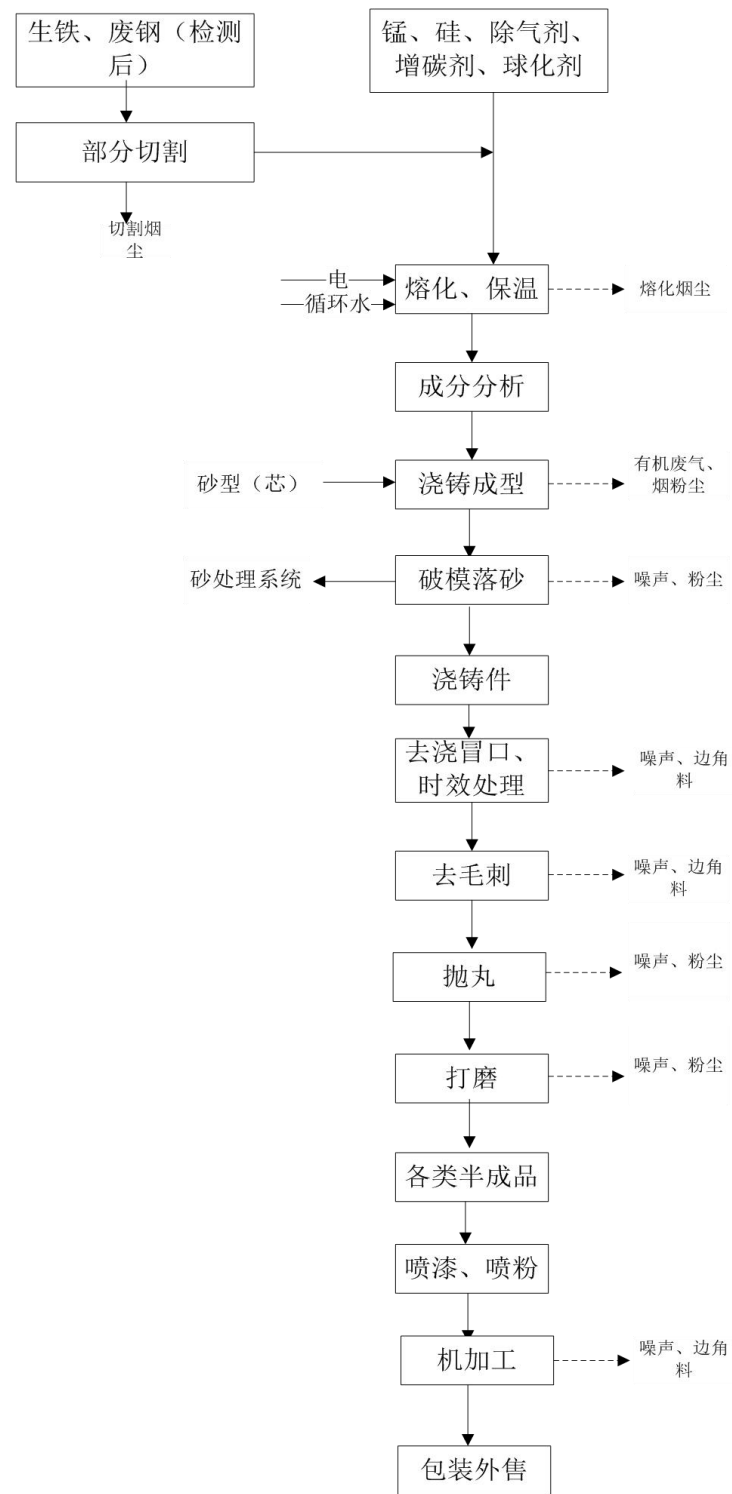 生铁、废钢（检测
后）
锰、硅、除气剂、
增碳剂、球化剂
部分切割
切割烟
尘
电
循环水
熔化、保温
熔化烟尘
成分分析
砂型（芯）
浇铸成型
有机废气、
烟粉尘
砂处理系统
破模落砂
噪声、粉尘
浇铸件
去浇冒口、
时效处理
噪声、边角
料
去毛刺
噪声、边角
料
抛丸
噪声、粉尘
打磨
噪声、粉尘
各类半成品
喷漆、喷粉
机加工
噪声、边角
料
包装外售